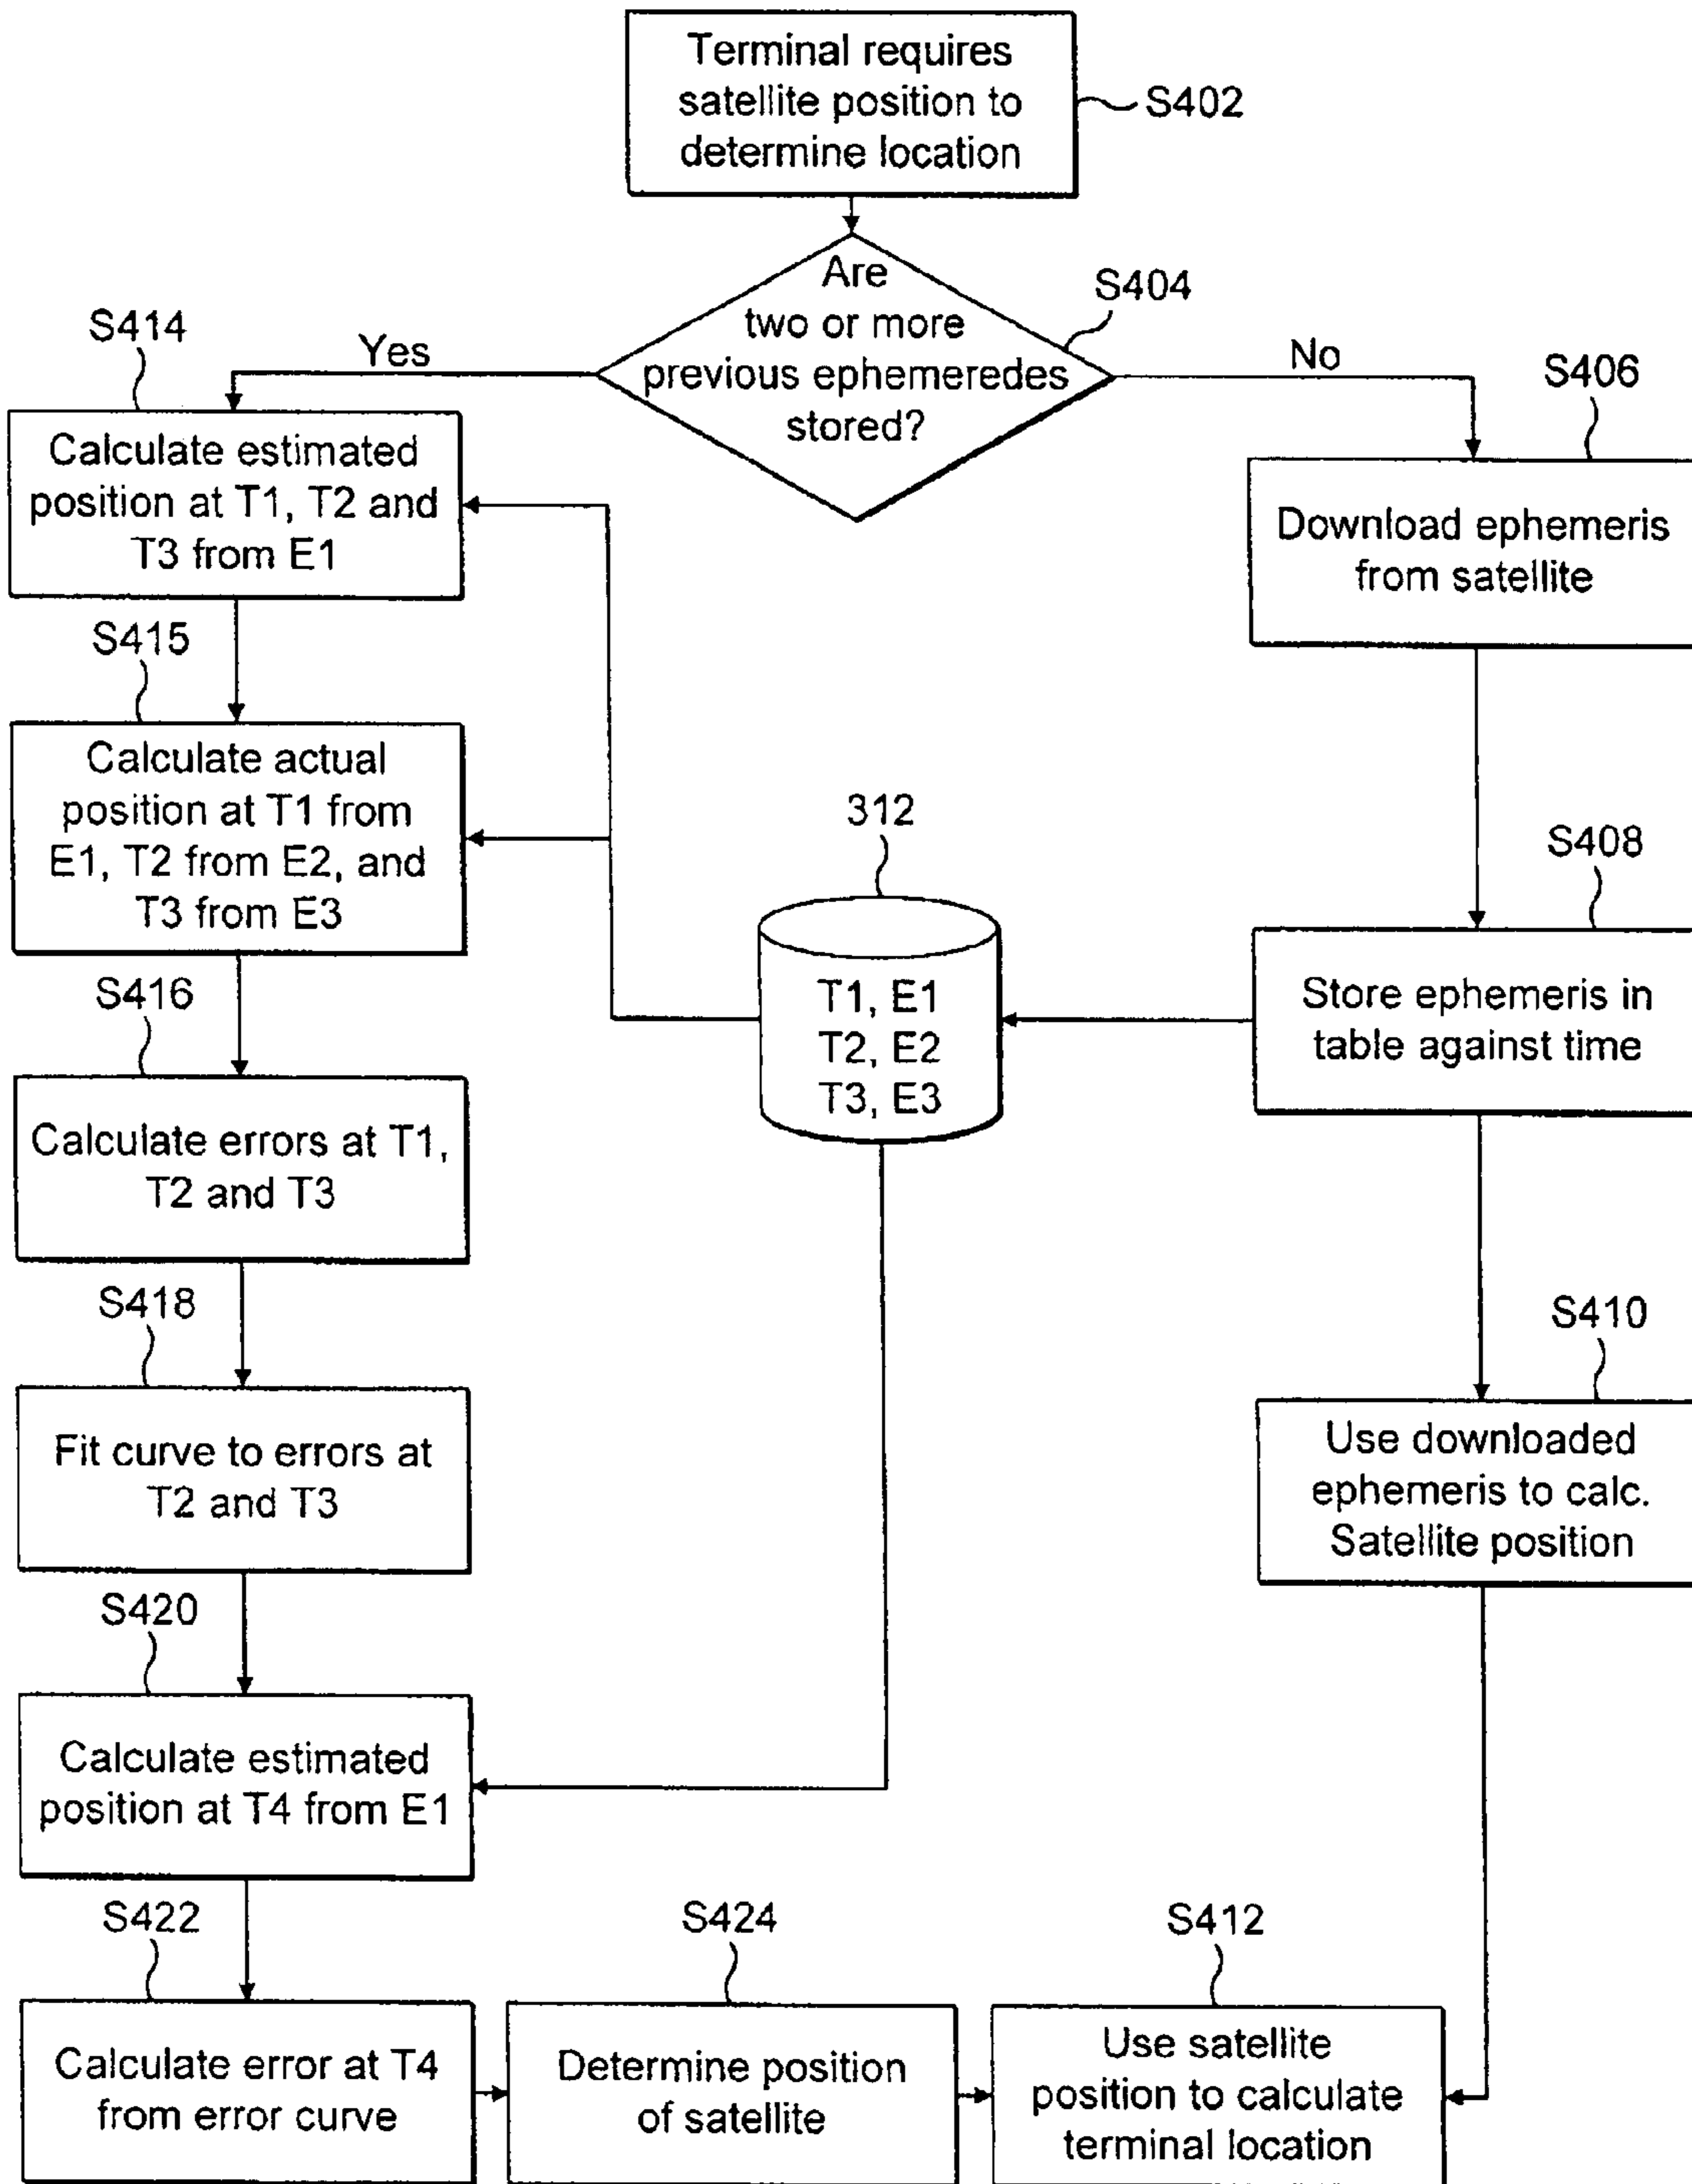 Terminal requires
satellite position to
determine location
S402
Are
two or more
previous ephemeredes
stored?
S404
Yes
No
S414
Calculate estimated
position at T1, T2 and
T3 from E1
S406
Download ephemeris
from satellite
S415
Calculate actual
position at T1 from
E1, T2 from E2, and
T3 from E3
312
T1, E1
T2, E2
T3, E3
S408
Store ephemeris in
table against time
S416
Calculate errors at T1,
T2 and T3
S418
Fit curve to errors at
T2 and T3
S410
Use downloaded
ephemeris to calc.
Satellite position
S420
Calculate estimated
position at T4 from E1
S422
Calculate error at T4
from error curve
S424
Determine position
of satellite
S412
Use satellite
position to calculate
terminal location